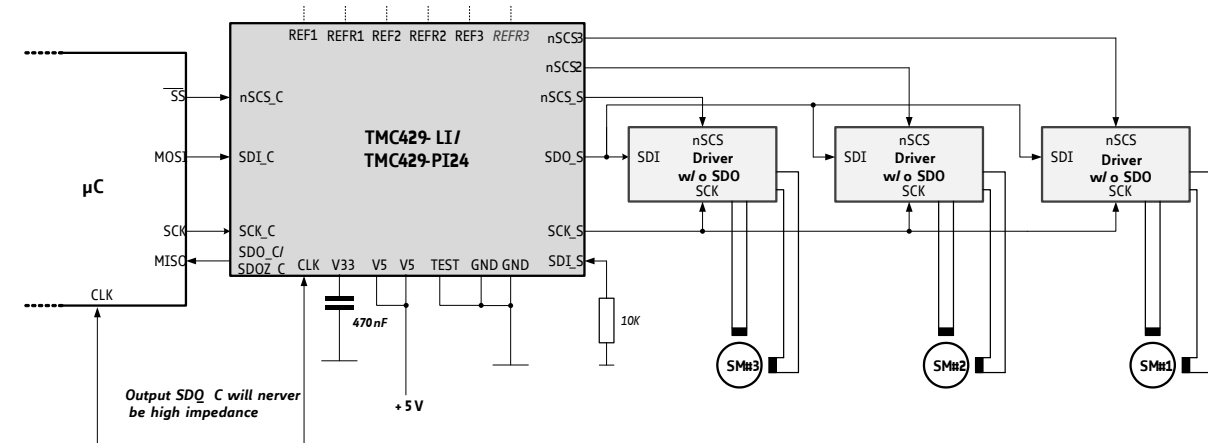 REF1 REFR1 REF2 REFR2 REF3 REFR3
nSCS3
nSCS2
SS nSCS_C nSCS_S
TMC429-LI/
TMC429-PI24
nSCS nSCS nSCS
MOSI SDI_C SDO_S SDI Driver SDI Driver SDI Driver
w/o SDO w/o SDO w/o SDO
µC
SCK SCK SCK
SCK SCK_C SCK_S
MISO SDO_C/
SDOZ_C CLK V33 V5 V5 TEST GND GND SDI_S
CLK
470nF
10K
SM#3 SM#2 SM#1
Output SDO_C will nerver
be high impedance
+5V